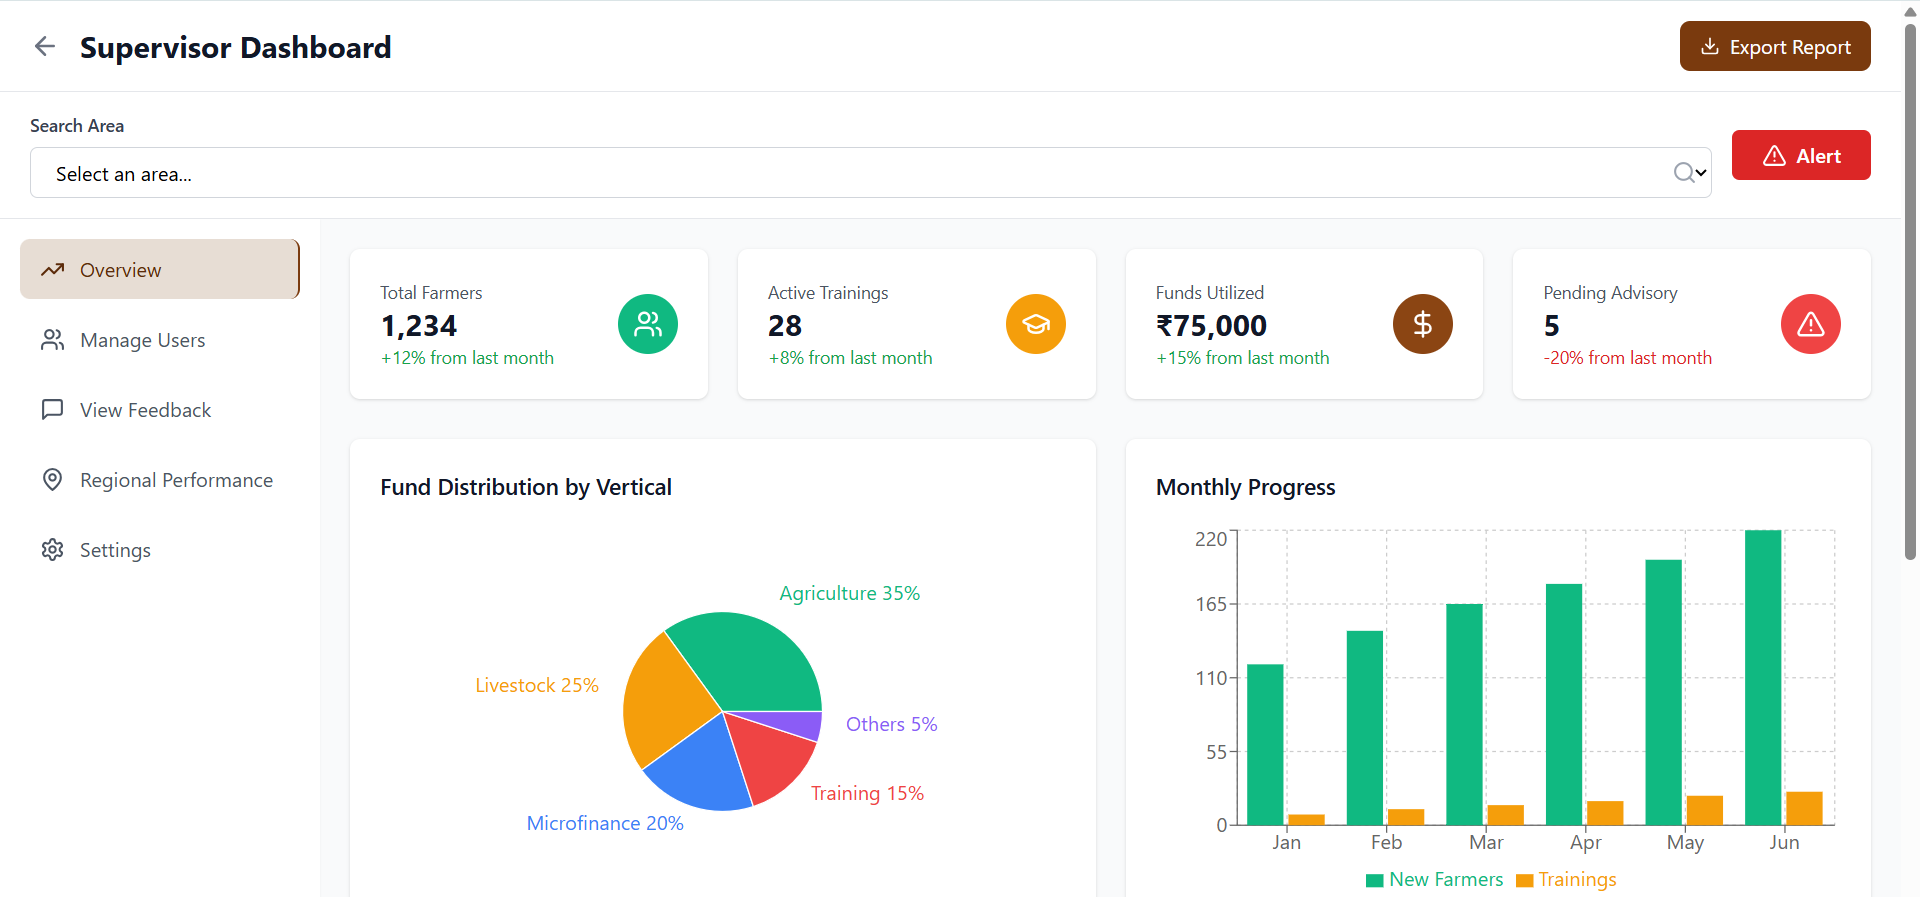 Supervisor Dashboard
Export Report
Search Area
Select an area...
Alert
Overview
Manage Users
View Feedback
Regional Performance
Settings
Total Farmers
1,234
+12% from last month
Active Trainings
28
+8% from last month
Funds Utilized
₹75,000
+15% from last month
Pending Advisory
5
-20% from last month
Fund Distribution by Vertical
Agriculture 35%
Livestock 25%
Others 5%
Training 15%
Microfinance 20%
Monthly Progress
220
165
110
55
0
Jan Feb Mar Apr May Jun
New Farmers Trainings